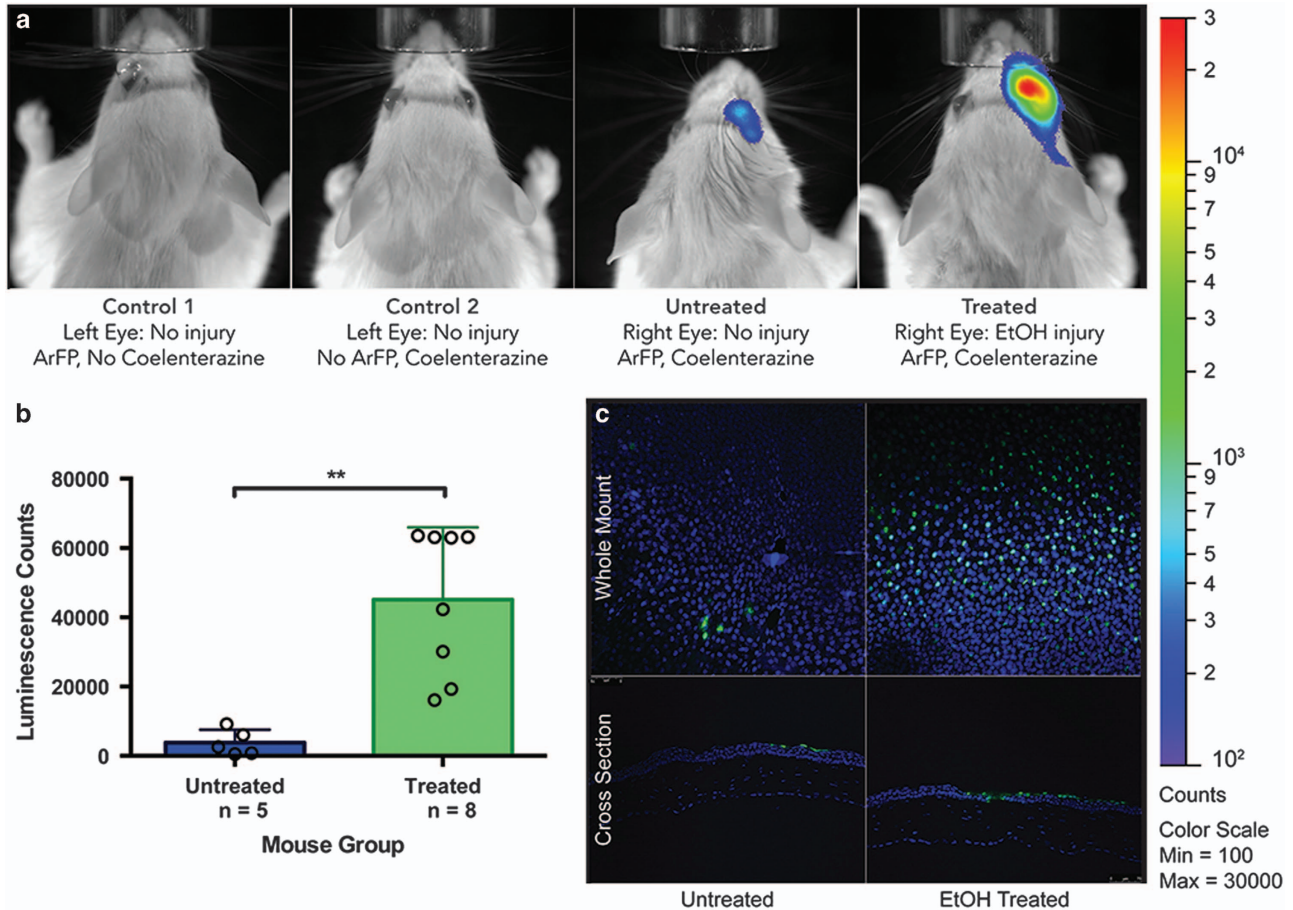 a
Control 1
Left Eye: No injury
ArFP, No Coelenterazine
Control 2
Left Eye: No injury
No ArFP, Coelenterazine
Untreated
Right Eye: No injury
ArFP, Coelenterazine
Treated
Right Eye: EtOH injury
ArFP, Coelenterazine
3
2
10⁴
9
7
5
4
3
2
10³
9
7
5
4
3
2
10²
Counts
Color Scale
Min = 100
Max = 30000
b
**
80000
60000
40000
20000
0
Luminescence Counts
Untreated
n = 5
Treated
n = 8
Mouse Group
c
Whole Mount
Cross Section
Untreated
EtOH Treated